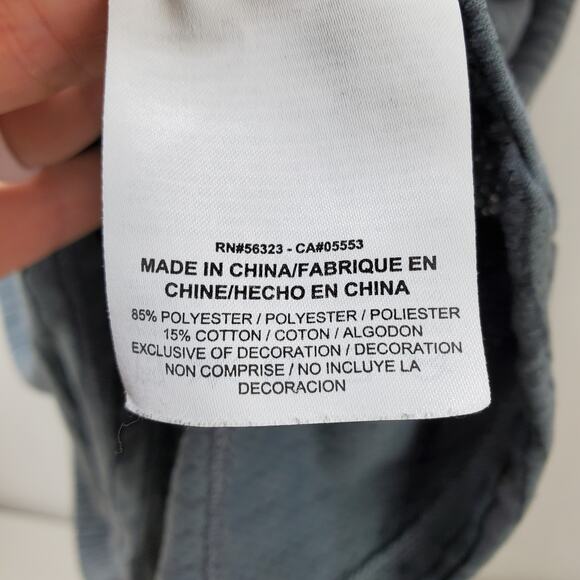 RN#56323 - CA#05553
MADE IN CHINA/FABRIQUE EN
CHINE/HECHO EN CHINA
85% POLYESTER / POLYESTER / POLIESTER
15% COTTON / COTON / ALGODON
EXCLUSIVE OF DECORATION / DECORATION
NON COMPRISE / NO INCLUYE LA
DECORACION